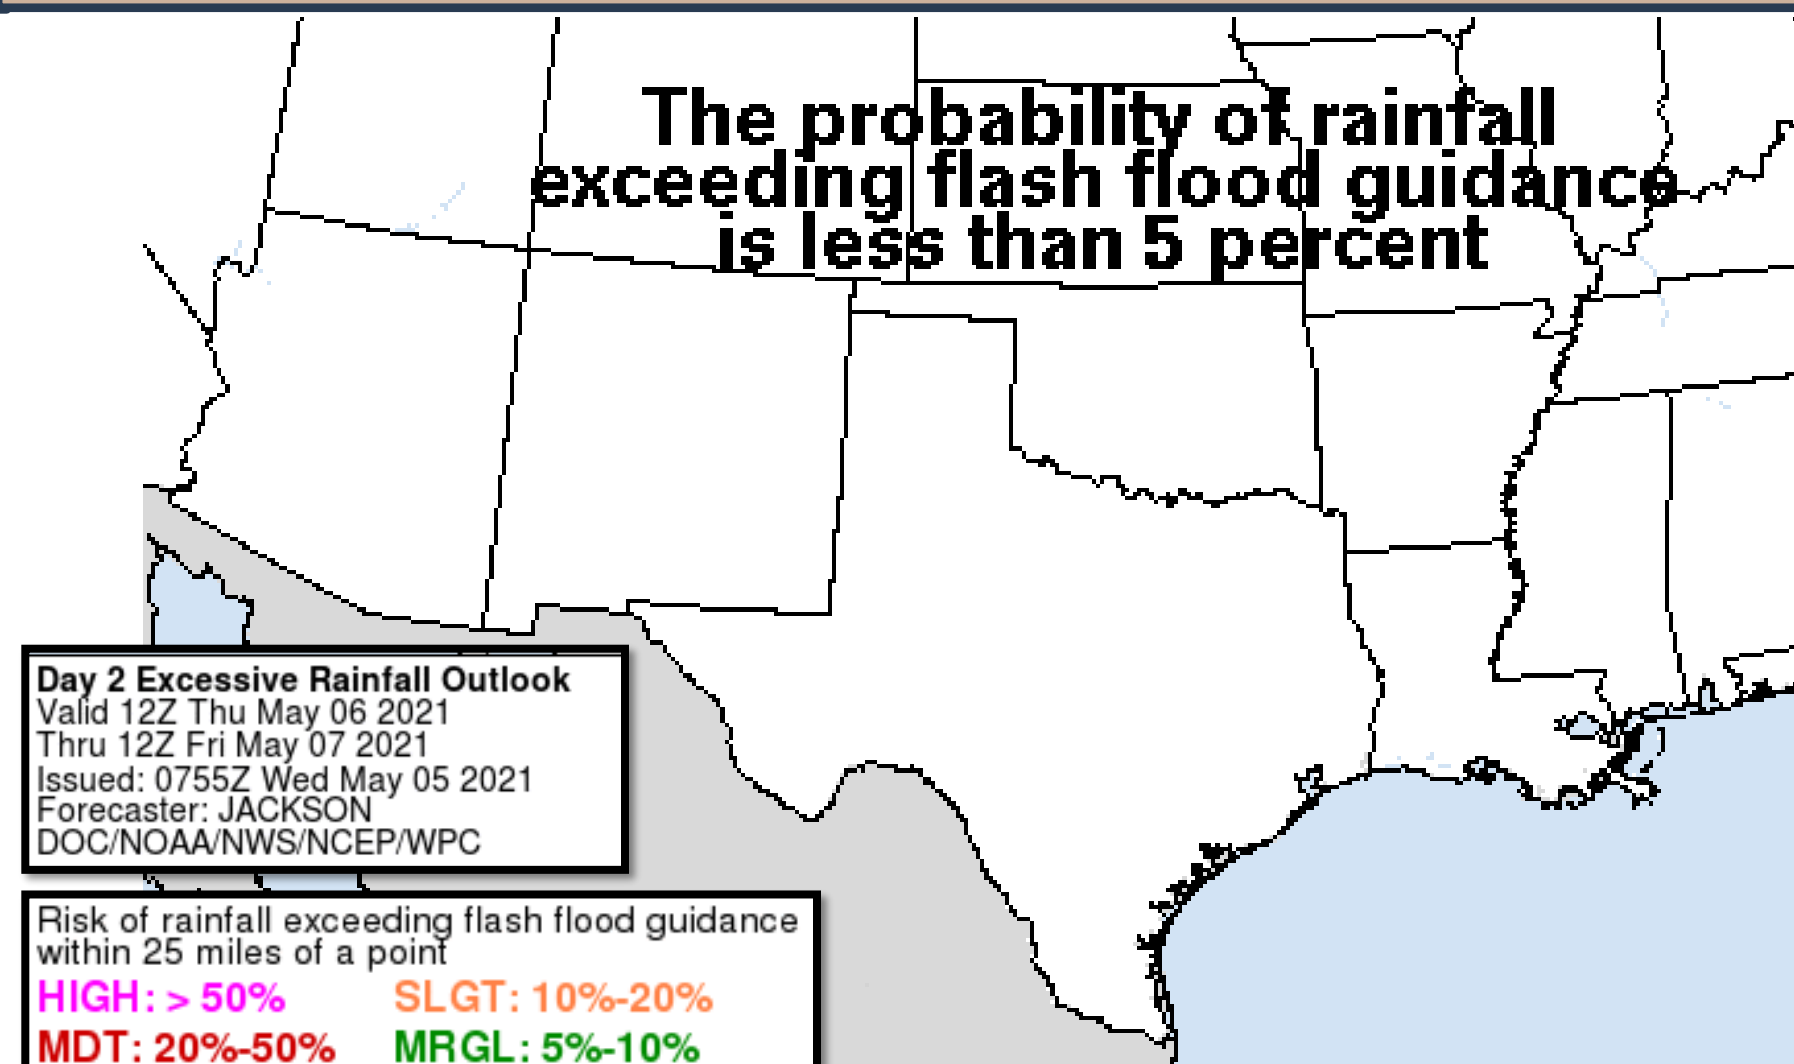 The probability of rainfall
exceeding flash flood guidance
is less than 5 percent
Day 2 Excessive Rainfall Outlook
Valid 12Z Thu May 06 2021
Thru 12Z Fri May 07 2021
Issued: 0755Z Wed May 05 2021
Forecaster: JACKSON
DOC/NOAA/NWS/NCEP/WPC
Risk of rainfall exceeding flash flood guidance
within 25 miles of a point
HIGH: > 50% SLGT: 10%-20%
MDT: 20%-50% MRGL: 5%-10%